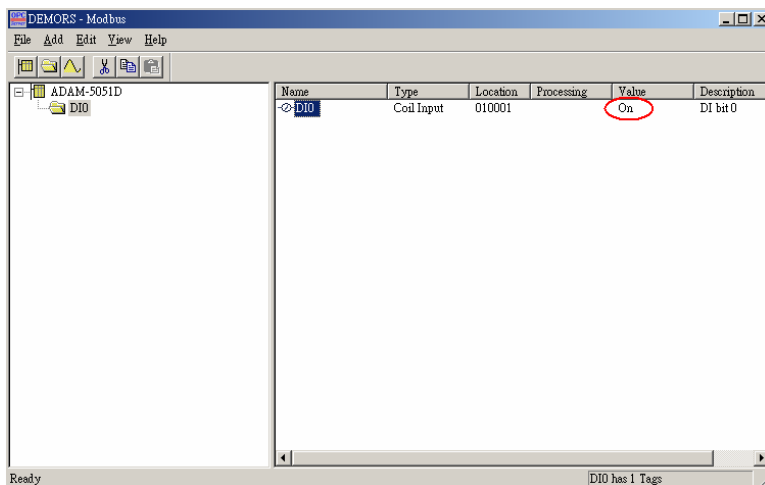 DEMORS - Modbus
File Add Edit View Help
ADAM-5051D
DI0
Name Type Location Processing Value Description
DI0 Coil Input 010001 On DI bit 0
Ready DI0 has 1 Tags